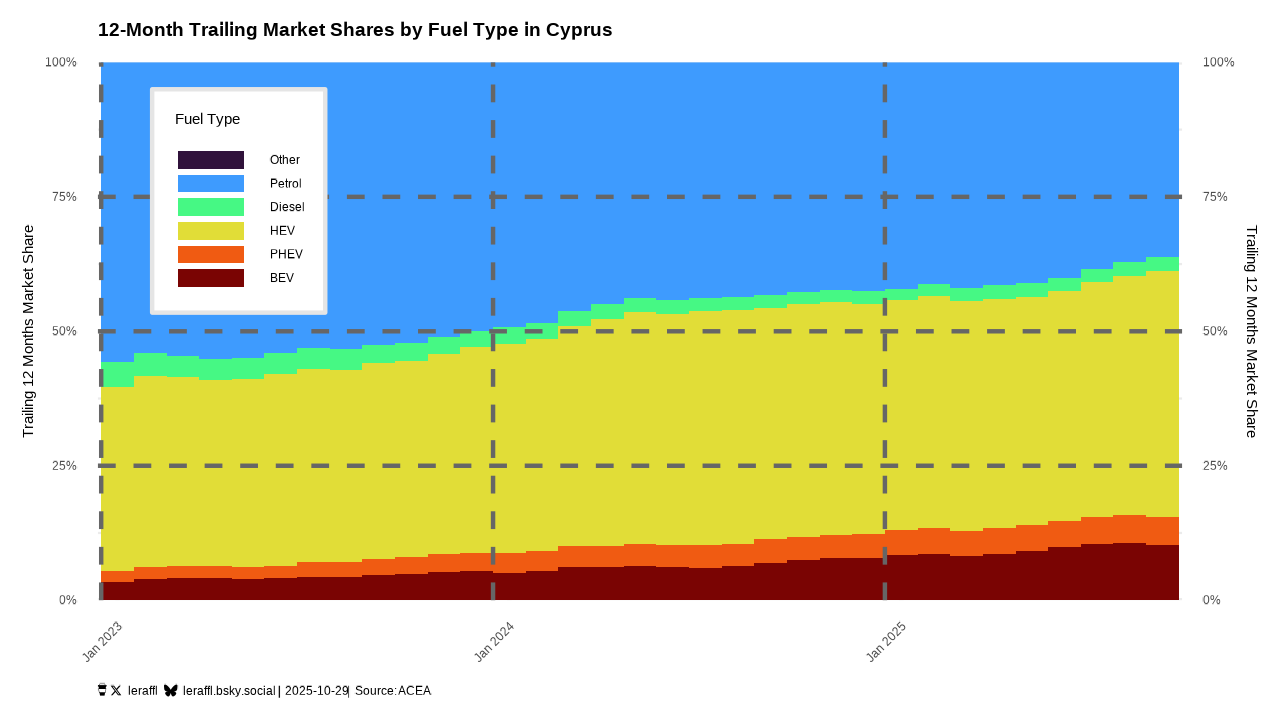 12-Month Trailing Market Shares by Fuel Type in Cyprus
100%
100%
Fuel Type
Other
Petrol
Diesel
HEV
PHEV
BEV
75%
75%
Trailing 12 Months Market Share
Trailing 12 Months Market Share
50%
50%
25%
25%
0%
0%
Jan 2023
Jan 2024
Jan 2025
leraffl leraffl.bsky.social | 2025-10-29| Source:ACEA